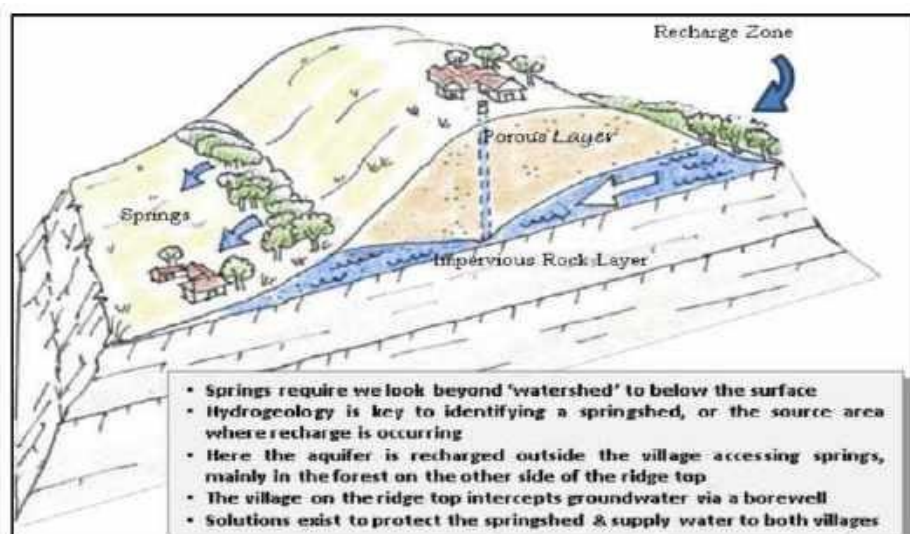 Recharge Zone
Porous Layer
Springs
Impervious Rock Layer
• Springs require we look beyond 'watershed' to below the surface
• Hydrogeology is key to identifying a springshed, or the source area
where recharge is occurring
• Here the aquifer is recharged outside the village accessing springs,
mainly in the forest on the other side of the ridge top
• The village on the ridge top intercepts groundwater via a borewell
• Solutions exist to protect the springshed & supply water to both villages